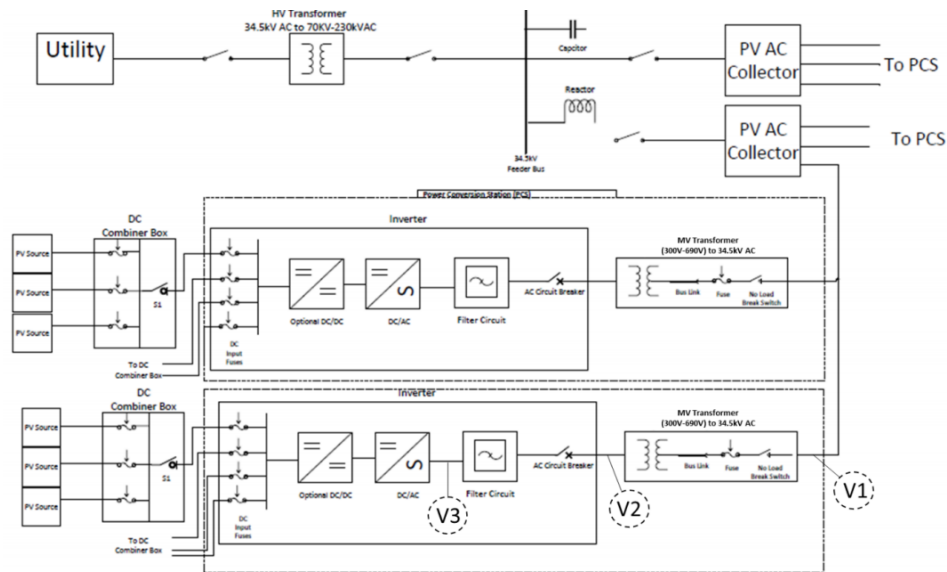 HV Transformer
34.5kV AC to 70KV-230kVAC
Utility
Capcitor
Reactor
34.5kV
Feeder Bus
PV AC
Collector
To PCS
PV AC
Collector
To PCS
Power Conversion Station (PCS)
DC
Combiner Box
PV Source
PV Source
PV Source
S1
To DC
Combiner Box
Inverter
DC
Input
Fuses
Optional DC/DC
S
DC/AC
Filter Circuit
AC Circuit Breaker
MV Transformer
(300V-690V) to 34.5kV AC
Bus Link
Fuse
No Load
Break Switch
DC
Combiner Box
PV Source
PV Source
PV Source
S1
To DC
Combiner Box
Inverter
DC
Input
Fuses
Optional DC/DC
S
DC/AC
V3
Filter Circuit
AC Circuit Breaker
V2
MV Transformer
(300V-690V) to 34.5kV AC
Bus Link
Fuse
No Load
Break Switch
V1